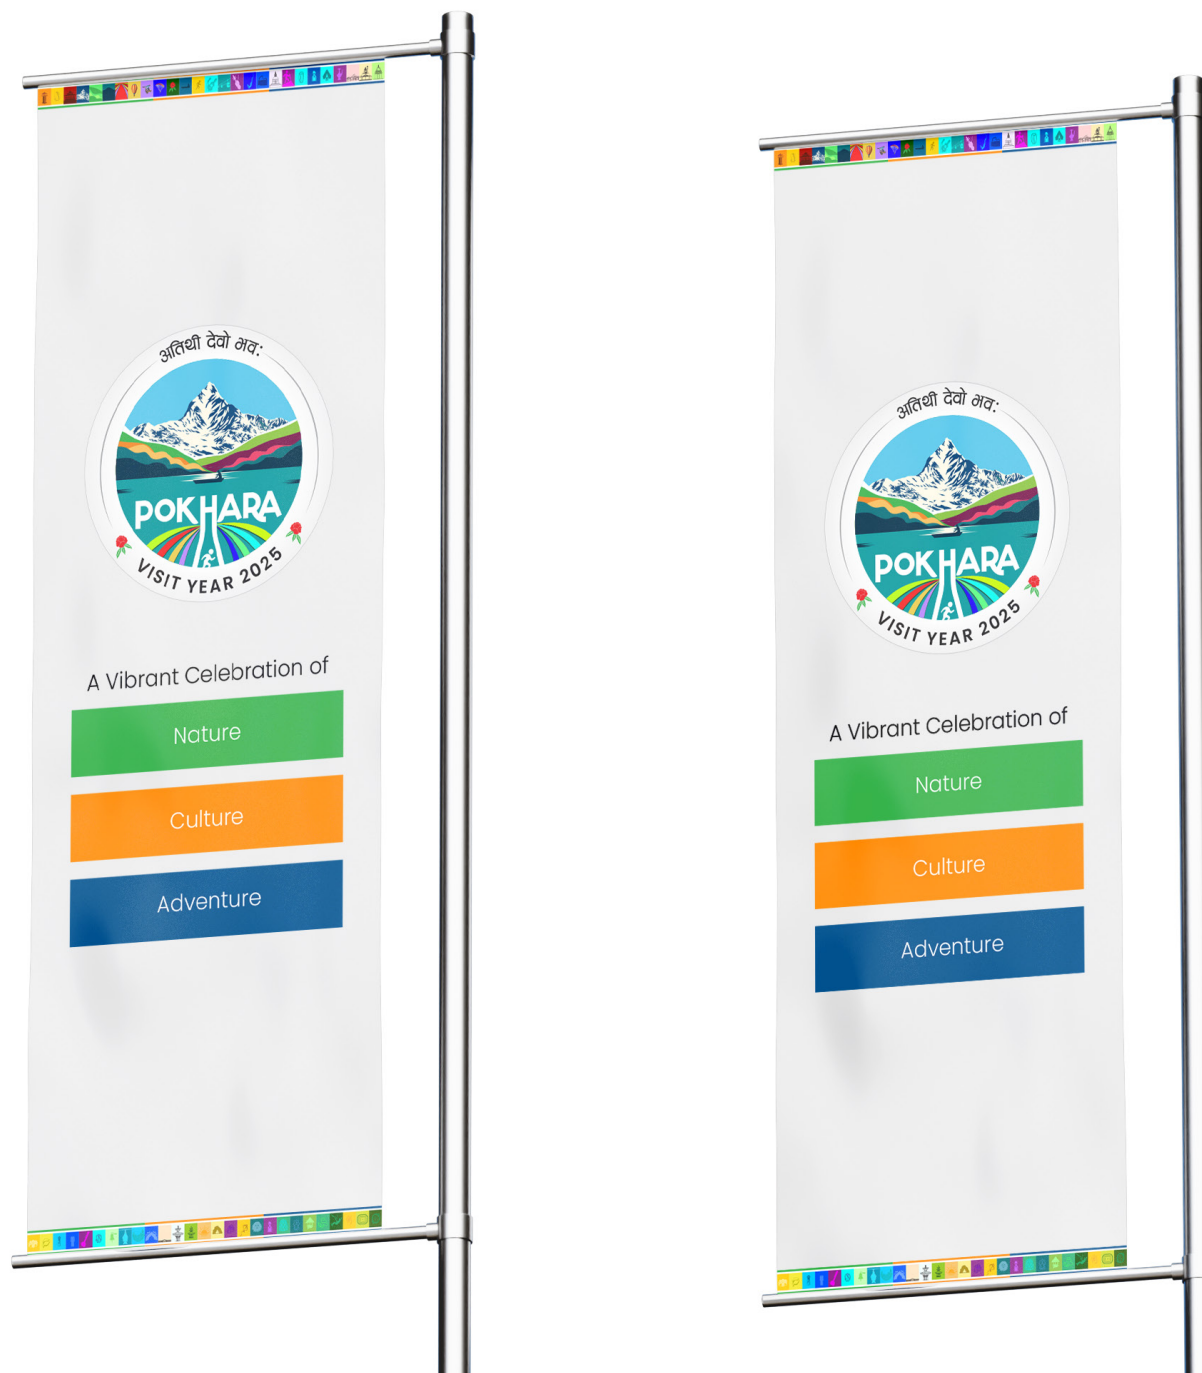 अतिथी देवो भव:
POKHARA
VISIT YEAR 2025
A Vibrant Celebration of
Nature
Culture
Adventure
अतिथी देवो भव:
POKHARA
VISIT YEAR 2025
A Vibrant Celebration of
Nature
Culture
Adventure